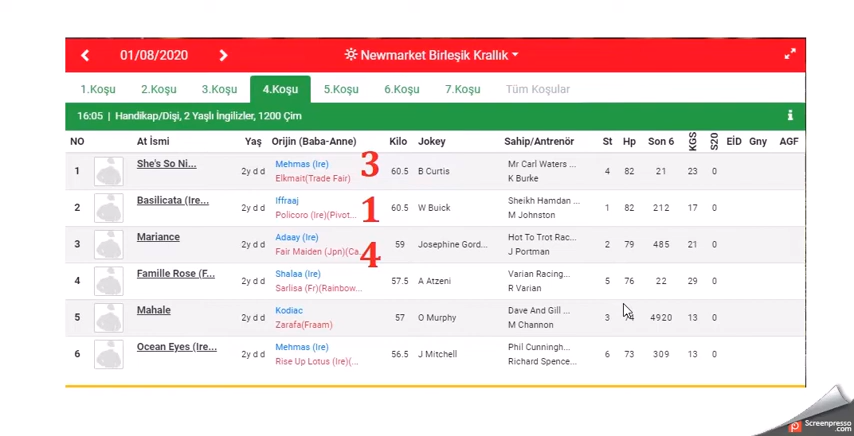 01/08/2020 Newmarket Birleşik Krallık
1.Koşu 2.Koşu 3.Koşu 4.Koşu 5.Koşu 6.Koşu 7.Koşu Tüm Koşular
16:05 | Handikap/Dişi, 2 Yaşlı İngilizler, 1200 Çim
NO At İsmi Yaş Orijin (Baba-Anne) Kilo Jokey Sahip/Antrenör St Hp Son 6 KGS S20 EİD Gny AGF
1 She's So Ni... 2y d d Mehmas (Ire) 3 60.5 B Curtis Mr Carl Waters ... 4 82 21 23 0
Elkmait(Trade Fair) K Burke
2 Basilicata (Ire... 2y d d Iffraaj 1 60.5 W Buick Sheikh Hamdan ... 1 82 212 17 0
Policoro (Ire)(Pivot... M Johnston
3 Mariance 2y d d Adaay (Ire) 4 59 Josephine Gord... Hot To Trot Rac... 2 79 485 21 0
Fair Maiden (Jpn)(Ca... J Portman
4 Famille Rose (F... 2y d d Shalaa (Ire) 57.5 A Atzeni Varian Racing... 5 76 22 29 0
Sarlisa (Fr)(Rainbow... R Varian
5 Mahale 2y d d Kodiac 57 O Murphy Dave And Gill ... 3 74 4920 13 0
Zarafa(Fraam) M Channon
6 Ocean Eyes (Ire... 2y d d Mehmas (Ire) 56.5 J Mitchell Phil Cunningh... 6 73 309 13 0
Rise Up Lotus (Ire)(... Richard Spence...
Screenpresso.com